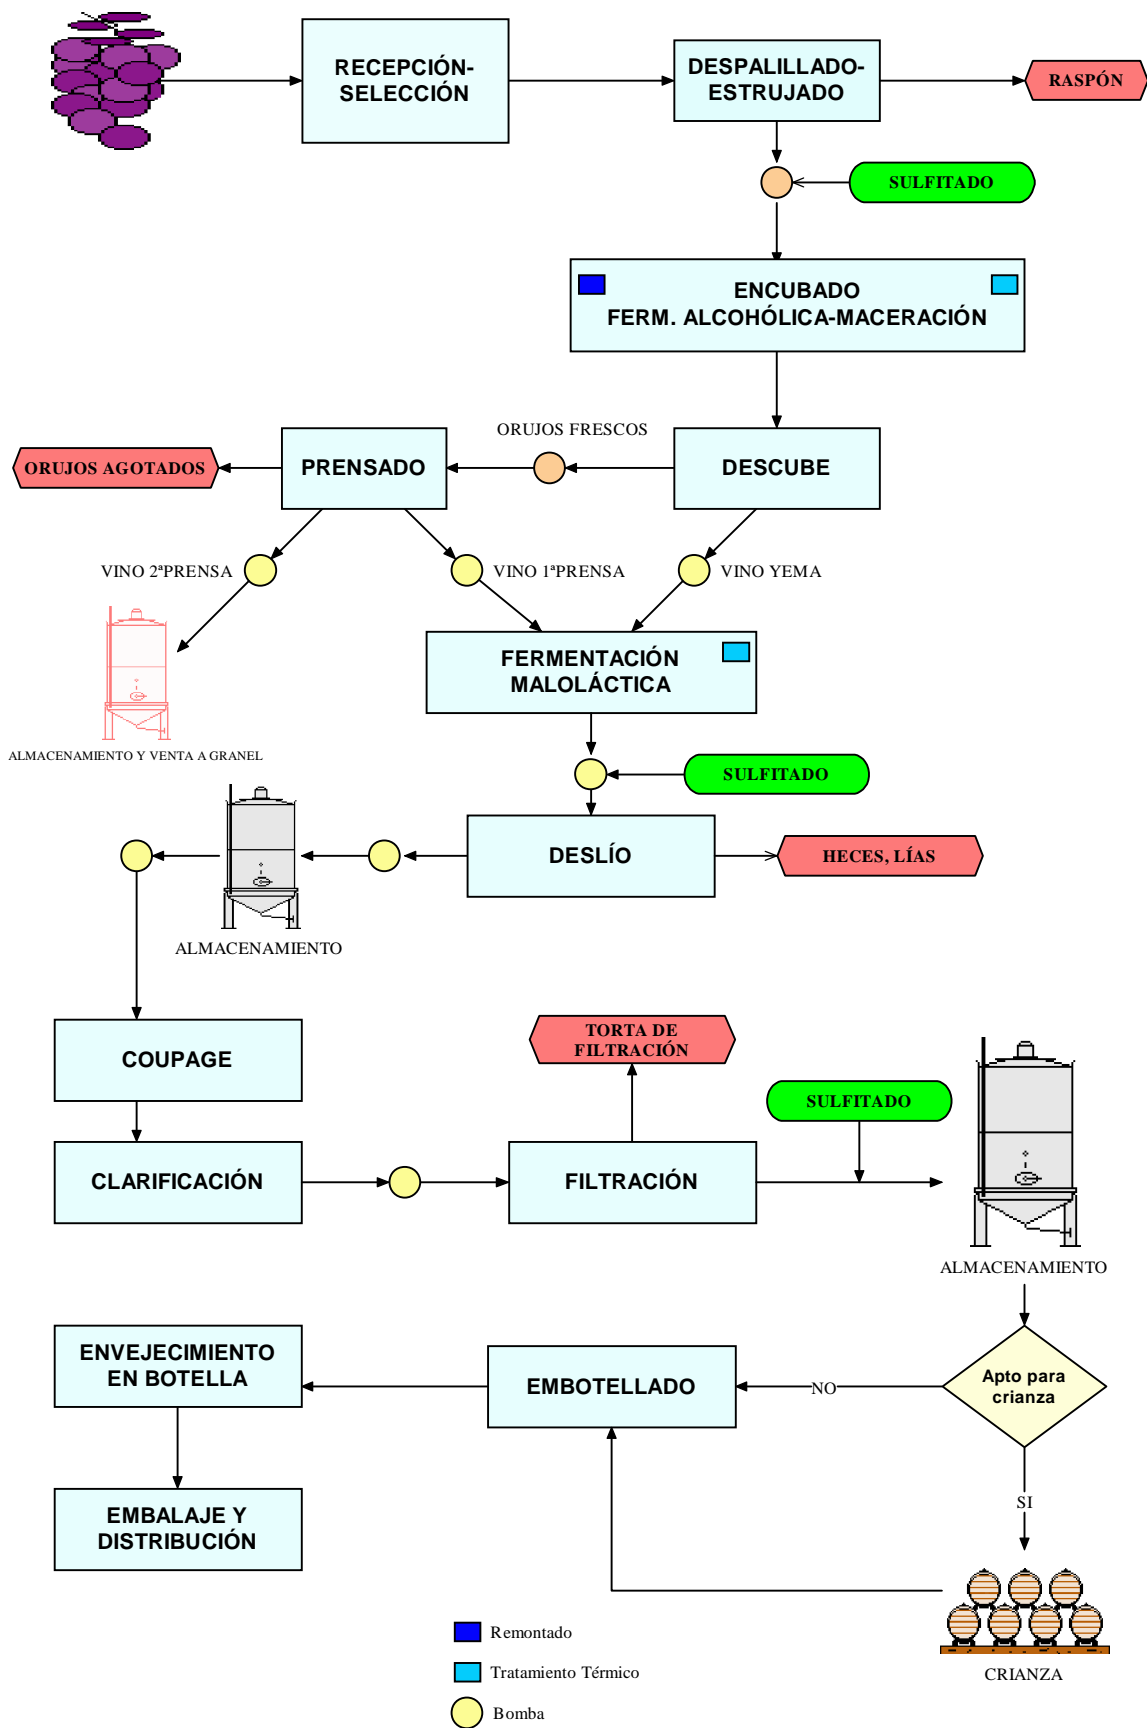 RECEPCIÓN-
SELECCIÓN
DESPALILLADO-
ESTRUJADO
RASPÓN
SULFITADO
ENCUBADO
FERM. ALCOHÓLICA-MACERACIÓN
ORUJOS FRESCOS
ORUJOS AGOTADOS
PRENSADO
DESCUBE
VINO 2ªPRENSA
VINO 1ªPRENSA
VINO YEMA
FERMENTACIÓN
MALOLÁCTICA
ALMACENAMIENTO Y VENTA A GRANEL
SULFITADO
DESLÍO
HECES, LÍAS
ALMACENAMIENTO
COUPAGE
TORTA DE
FILTRACIÓN
SULFITADO
CLARIFICACIÓN
FILTRACIÓN
ALMACENAMIENTO
ENVEJECIMIENTO
EN BOTELLA
EMBOTELLADO
NO
Apto para
crianza
SI
EMBALAJE Y
DISTRIBUCIÓN
Remontado
Tratamiento Térmico
Bomba
CRIANZA